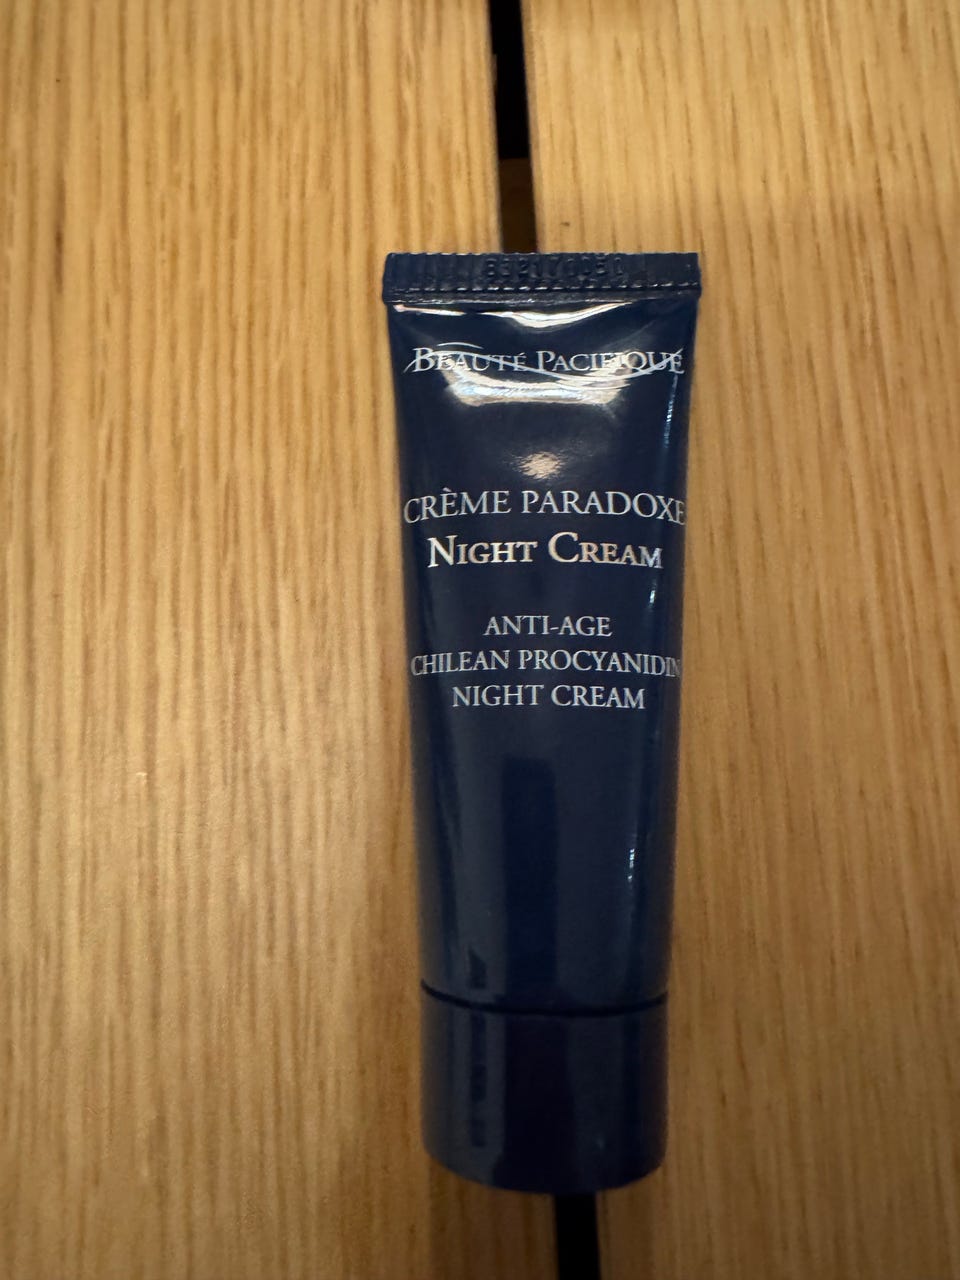 BEAUTÉ PACIFIQUE
CRÈME PARADOXE
NIGHT CREAM
ANTI-AGE
CHILEAN PROCYANIDIN
NIGHT CREAM